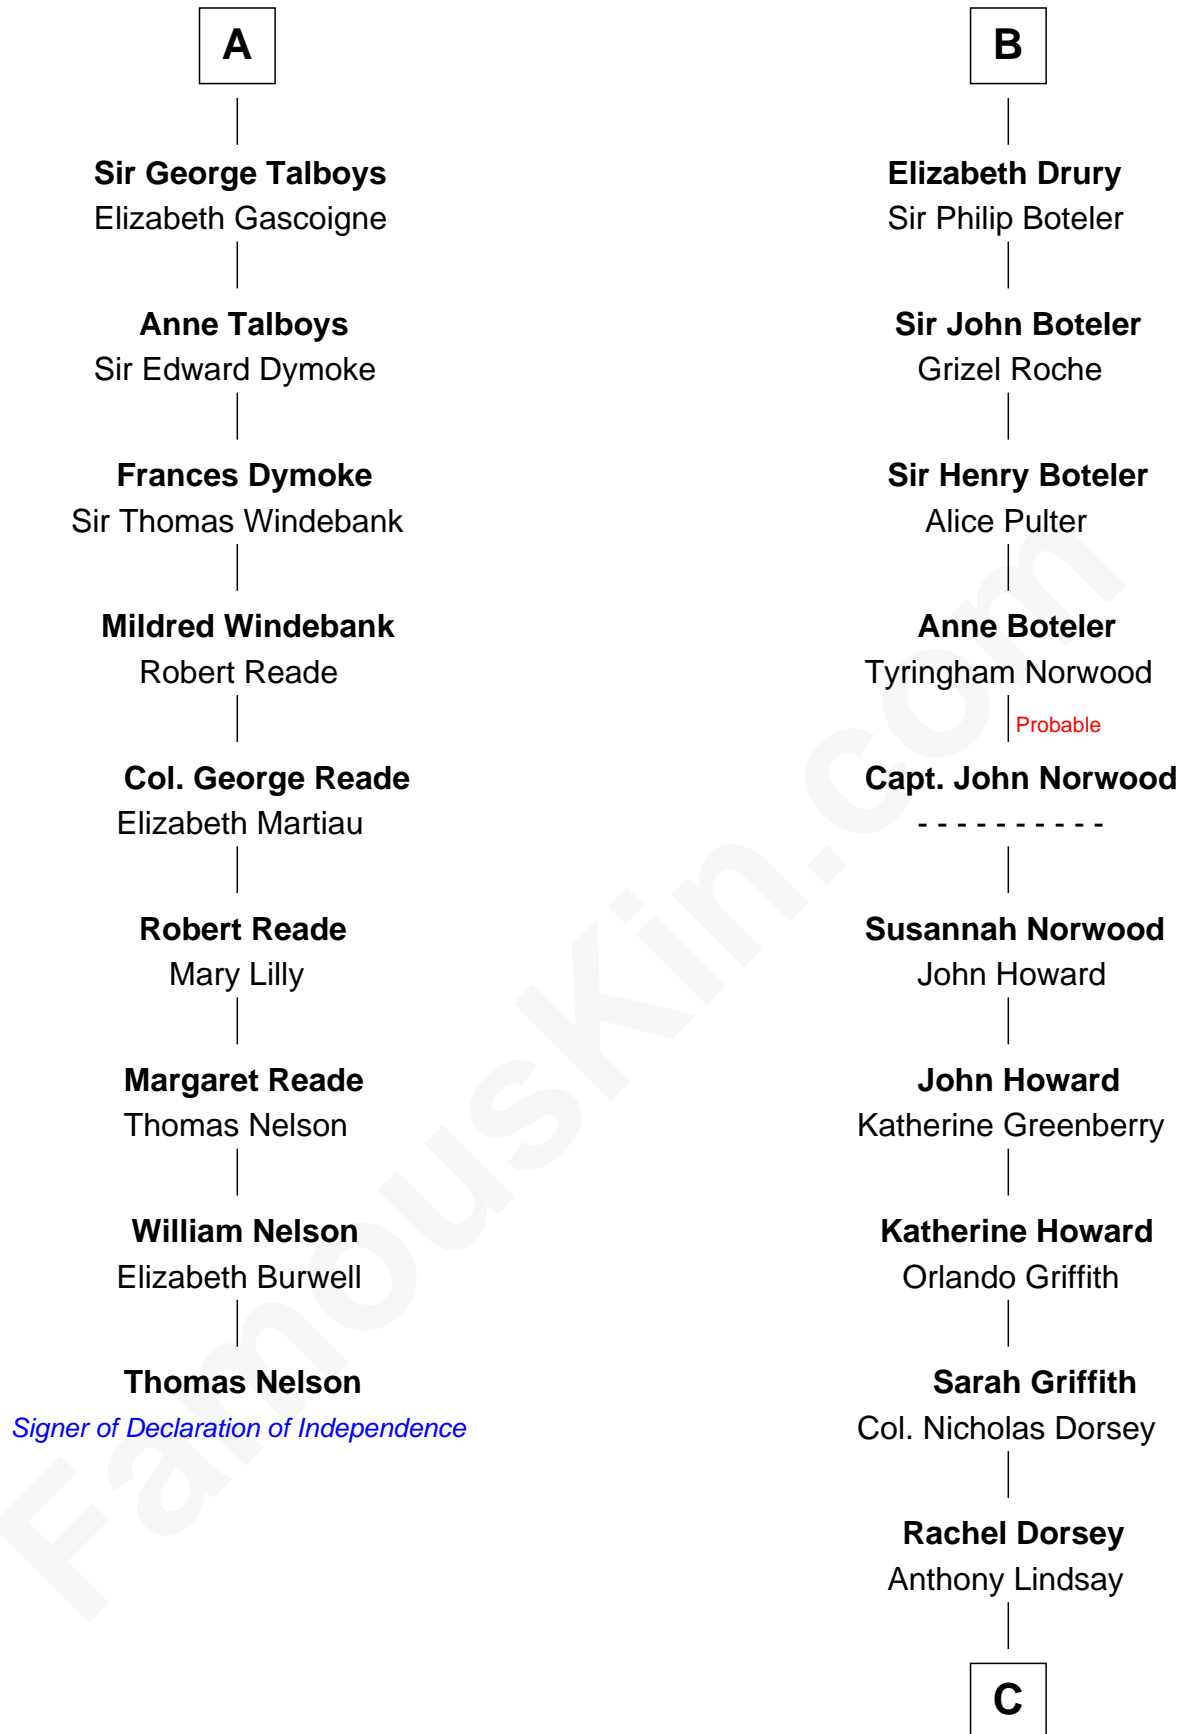 A
Sir George Talboys
Elizabeth Gascoigne
Anne Talboys
Sir Edward Dymoke
Frances Dymoke
Sir Thomas Windebank
Mildred Windebank
Robert Reade
Col. George Reade
Elizabeth Martiau
Robert Reade
Mary Lilly
Margaret Reade
Thomas Nelson
William Nelson
Elizabeth Burwell
Thomas Nelson
Signer of Declaration of Independence
B
Elizabeth Drury
Sir Philip Boteler
Sir John Boteler
Grizel Roche
Sir Henry Boteler
Alice Pulter
Anne Boteler
Tyringham Norwood
Probable
Capt. John Norwood
- - - - - - - - - -
Susannah Norwood
John Howard
John Howard
Katherine Greenberry
Katherine Howard
Orlando Griffith
Sarah Griffith
Col. Nicholas Dorsey
Rachel Dorsey
Anthony Lindsay
C
FamousKin.com